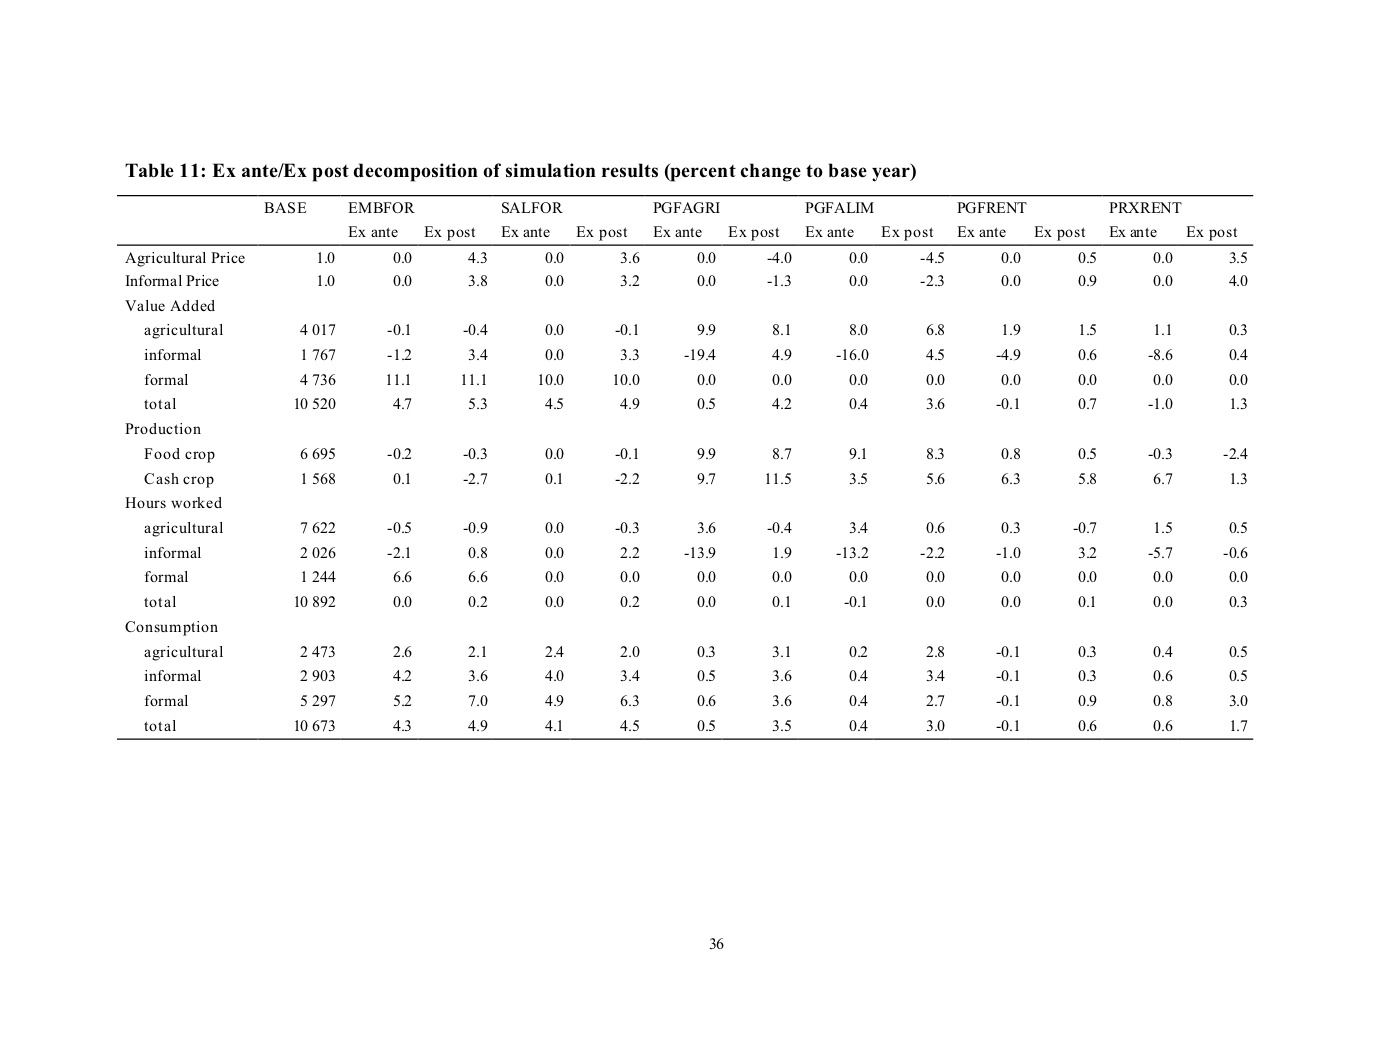 Table 11: Ex ante/Ex post decomposition of simulation results (percent change to base year)
BASE EMBFOR SALFOR PGFAGRI PGFALIM PGFRENT PRXRENT
Ex ante Ex post Ex ante Ex post Ex ante Ex post Ex ante Ex post Ex ante Ex post Ex ante Ex post
Agricultural Price 1.0 0.0 4.3 0.0 3.6 0.0 -4.0 0.0 -4.5 0.0 0.5 0.0 3.5
Informal Price 1.0 0.0 3.8 0.0 3.2 0.0 -1.3 0.0 -2.3 0.0 0.9 0.0 4.0
Value Added
agricultural 4 017 -0.1 -0.4 0.0 -0.1 9.9 8.1 8.0 6.8 1.9 1.5 1.1 0.3
informal 1 767 -1.2 3.4 0.0 3.3 -19.4 4.9 -16.0 4.5 -4.9 0.6 -8.6 0.4
formal 4 736 11.1 11.1 10.0 10.0 0.0 0.0 0.0 0.0 0.0 0.0 0.0 0.0
total 10 520 4.7 5.3 4.5 4.9 0.5 4.2 0.4 3.6 -0.1 0.7 -1.0 1.3
Production
Food crop 6 695 -0.2 -0.3 0.0 -0.1 9.9 8.7 9.1 8.3 0.8 0.5 -0.3 -2.4
Cash crop 1 568 0.1 -2.7 0.1 -2.2 9.7 11.5 3.5 5.6 6.3 5.8 6.7 1.3
Hours worked
agricultural 7 622 -0.5 -0.9 0.0 -0.3 3.6 -0.4 3.4 0.6 0.3 -0.7 1.5 0.5
informal 2 026 -2.1 0.8 0.0 2.2 -13.9 1.9 -13.2 -2.2 -1.0 3.2 -5.7 -0.6
formal 1 244 6.6 6.6 0.0 0.0 0.0 0.0 0.0 0.0 0.0 0.0 0.0 0.0
total 10 892 0.0 0.2 0.0 0.2 0.0 0.1 -0.1 0.0 0.0 0.1 0.0 0.3
Consumption
agricultural 2 473 2.6 2.1 2.4 2.0 0.3 3.1 0.2 2.8 -0.1 0.3 0.4 0.5
informal 2 903 4.2 3.6 4.0 3.4 0.5 3.6 0.4 3.4 -0.1 0.3 0.6 0.5
formal 5 297 5.2 7.0 4.9 6.3 0.6 3.6 0.4 2.7 -0.1 0.9 0.8 3.0
total 10 673 4.3 4.9 4.1 4.5 0.5 3.5 0.4 3.0 -0.1 0.6 0.6 1.7
36